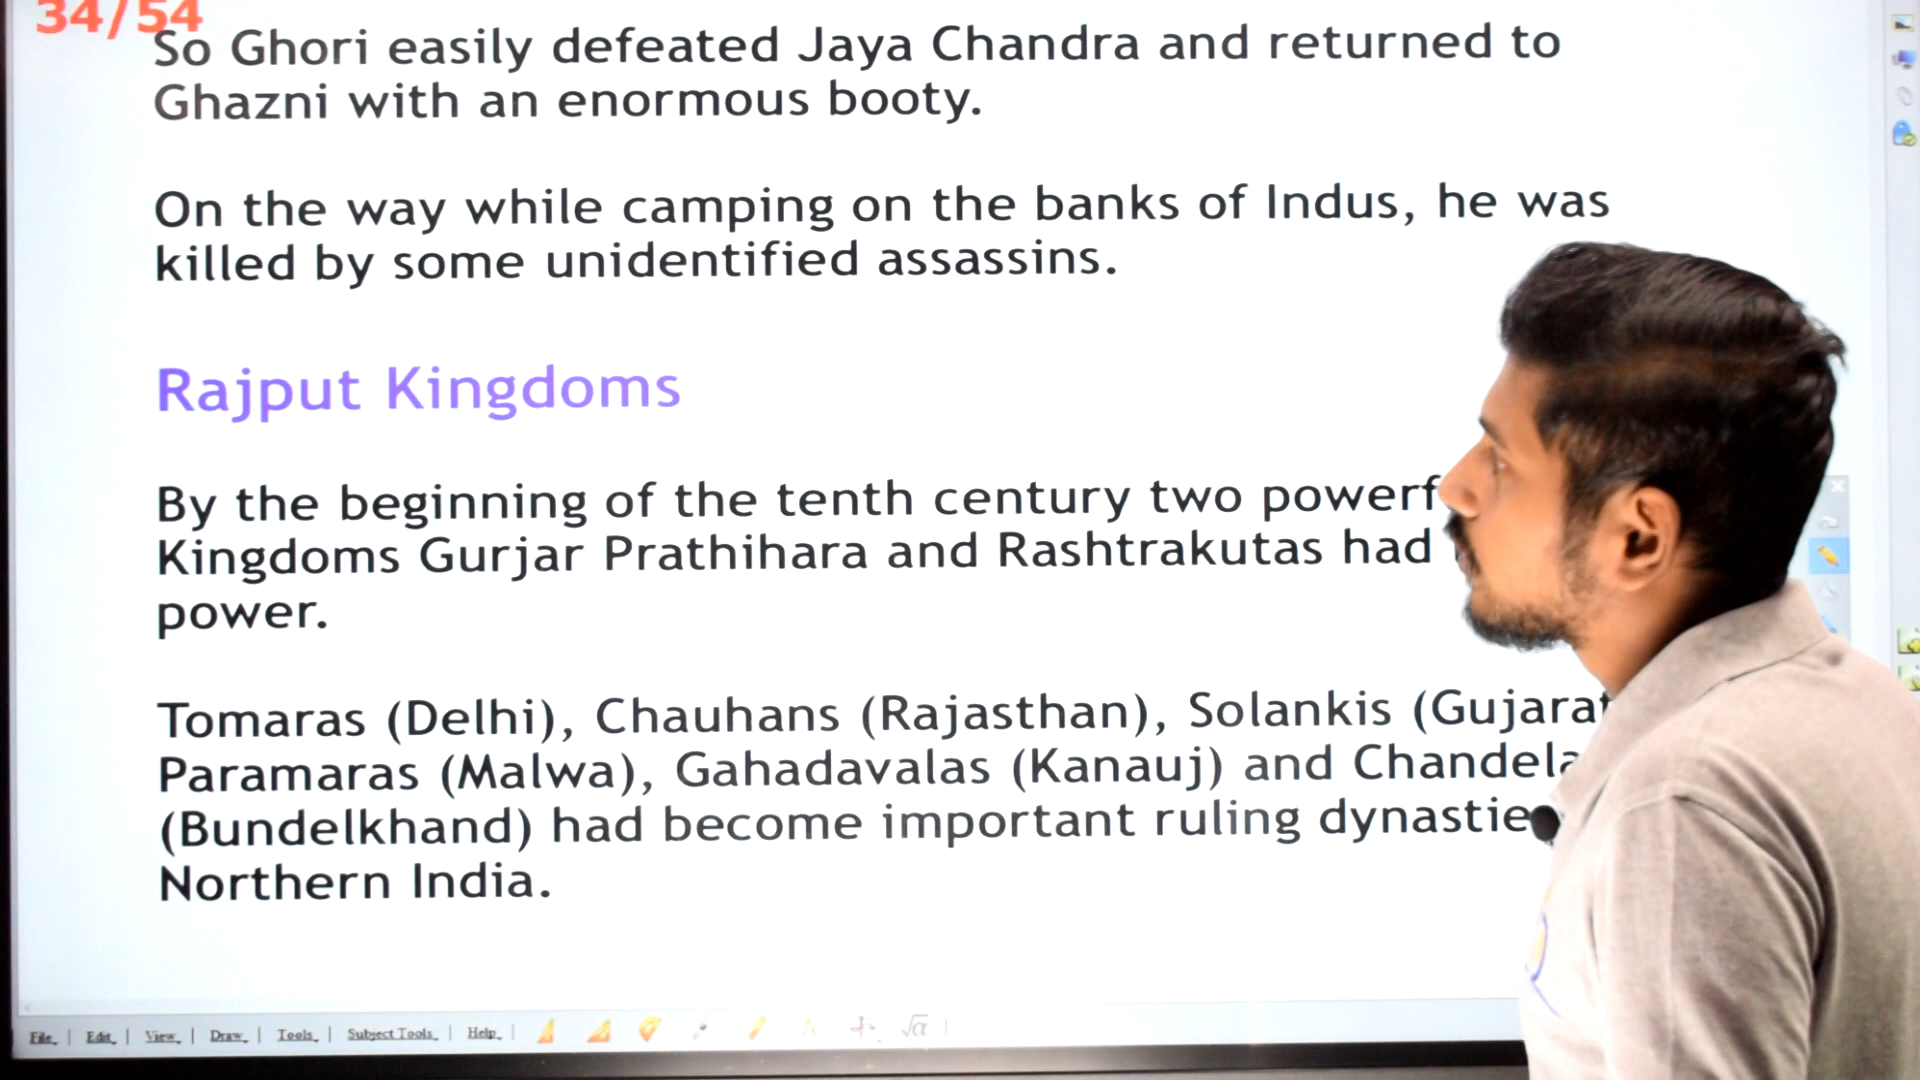 34/54
So Ghori easily defeated Jaya Chandra and returned to
Ghazni with an enormous booty.
On the way while camping on the banks of Indus, he was
killed by some unidentified assassins.
Rajput Kingdoms
By the beginning of the tenth century two powerf
Kingdoms Gurjar Prathihara and Rashtrakutas had
power.
Tomaras (Delhi), Chauhans (Rajasthan), Solankis (Gujarat
Paramaras (Malwa), Gahadavalas (Kanauj) and Chandela
(Bundelkhand) had become important ruling dynastie
Northern India.
File | Edit | View | Draw | Tools | Subject Tools | Help | √α